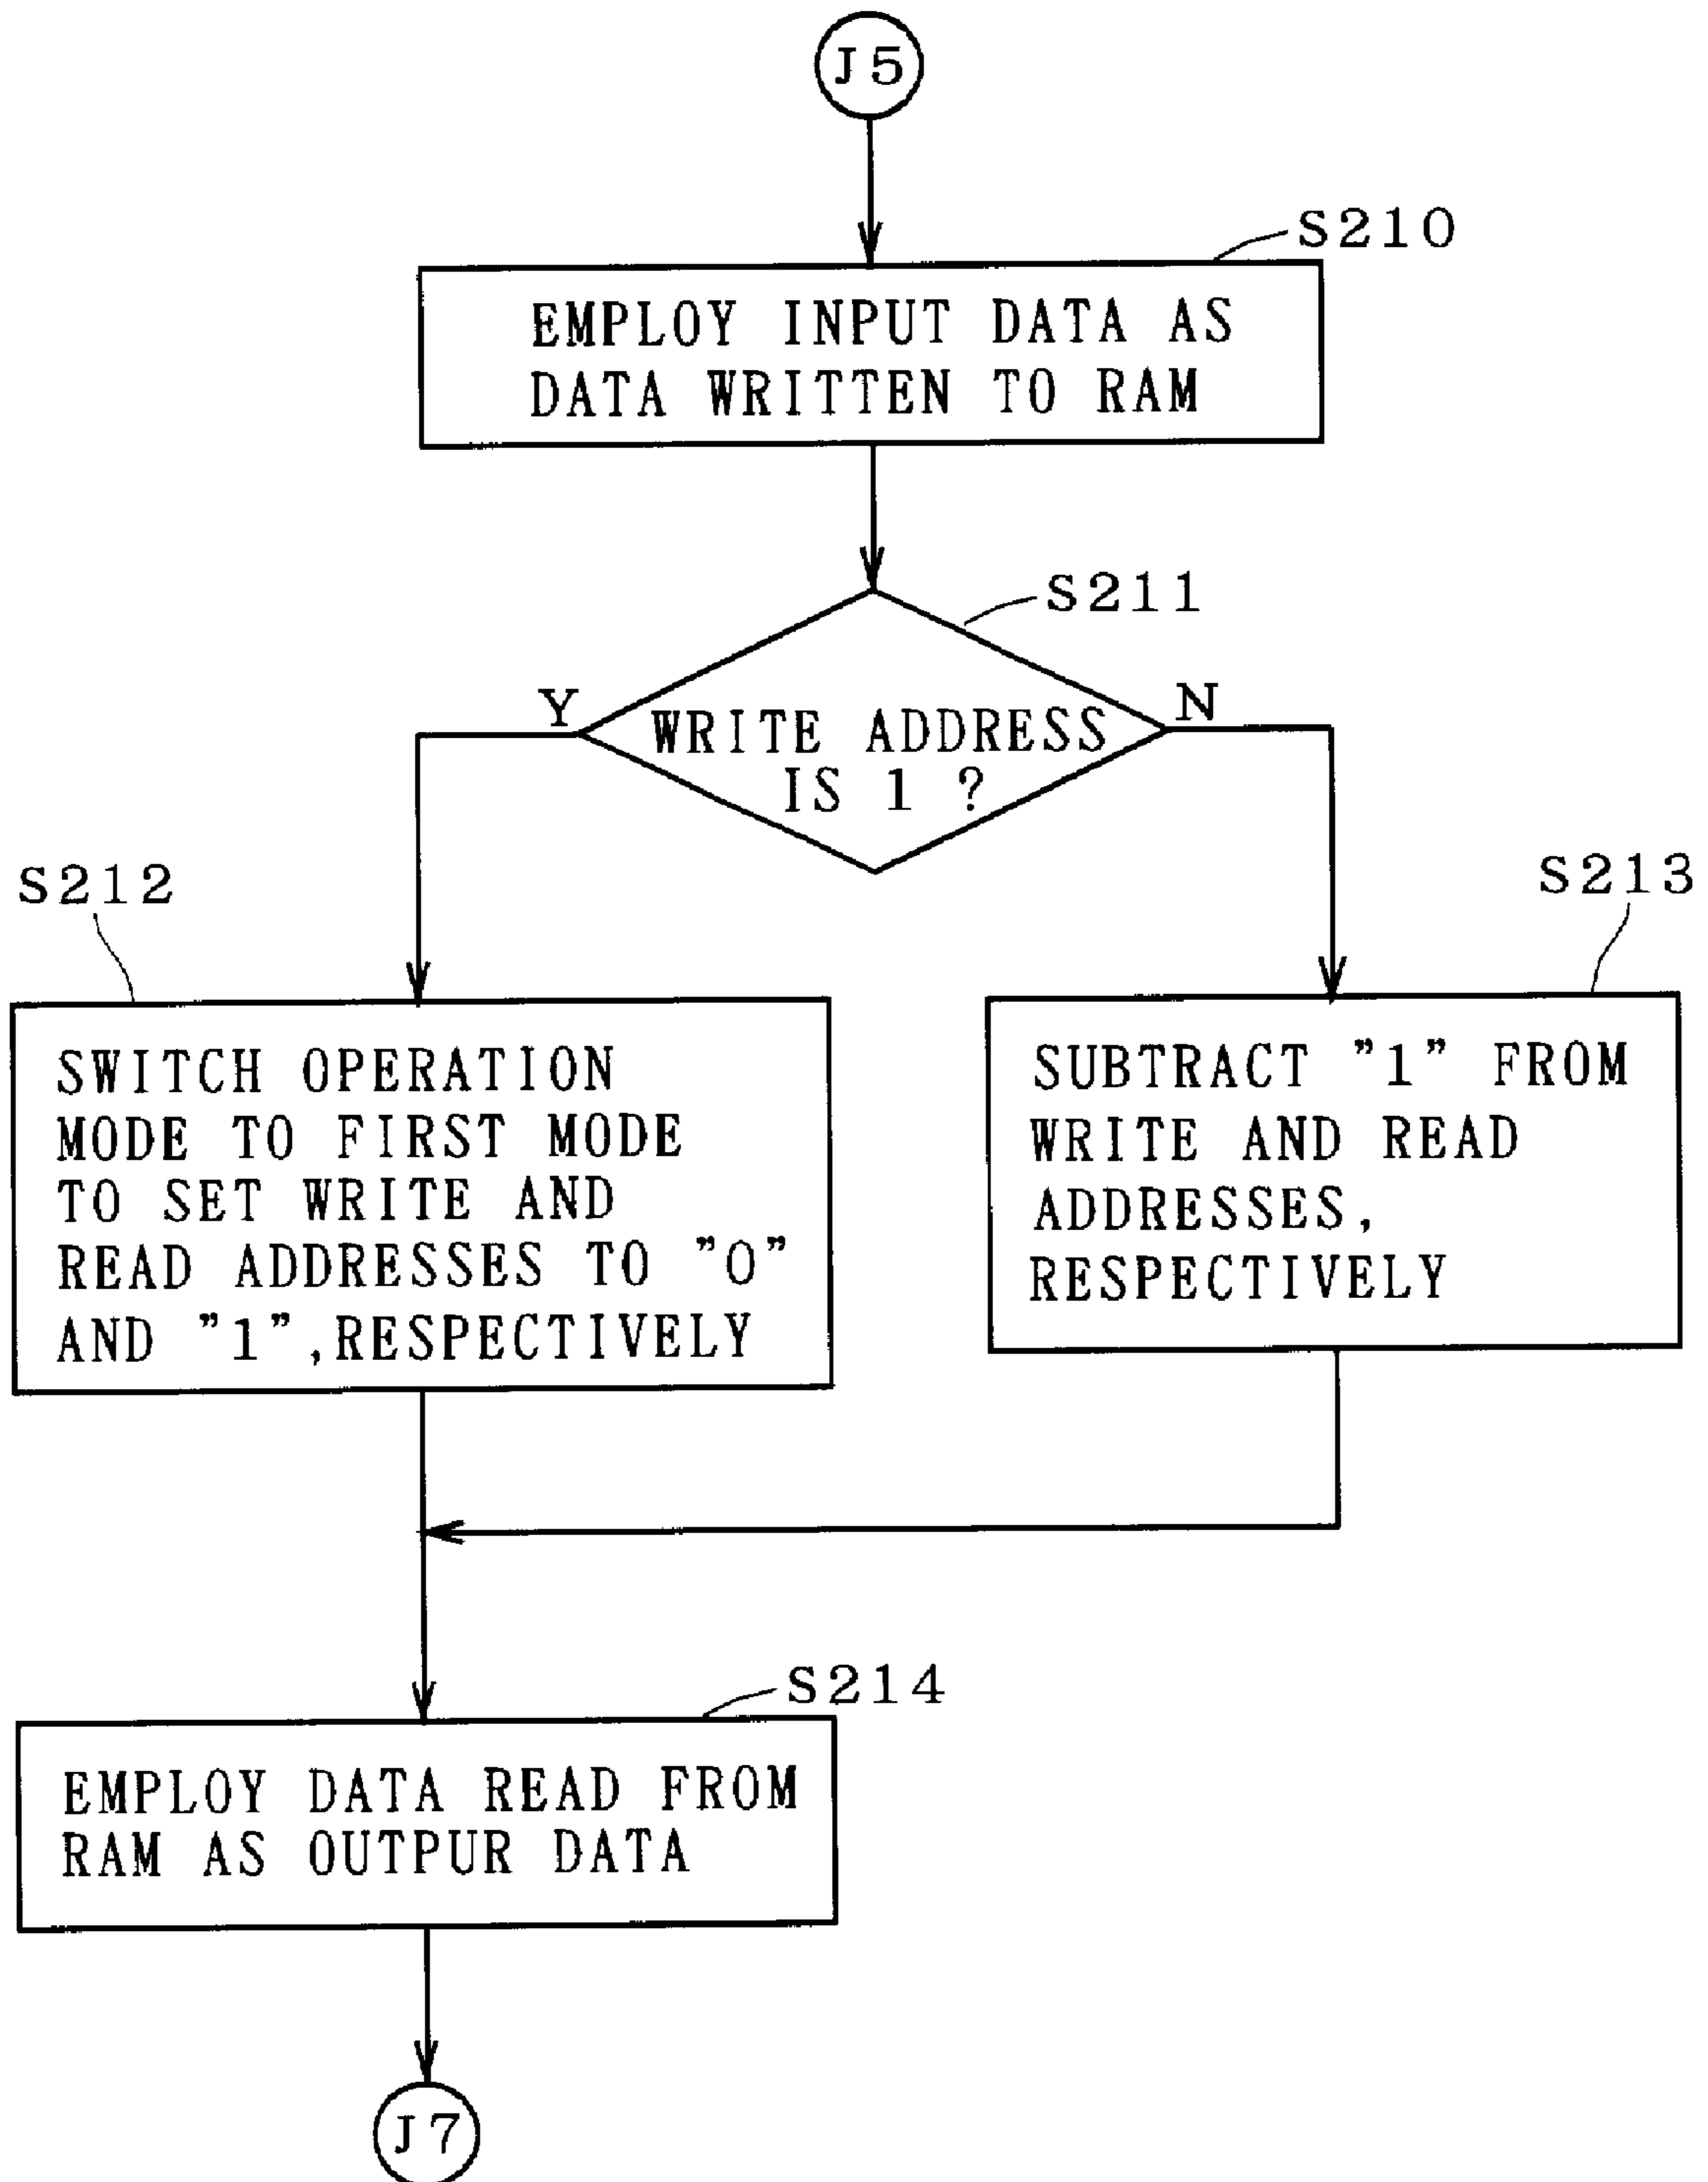 J5
S210
EMPLOY INPUT DATA AS
DATA WRITTEN TO RAM
S211
Y
N
WRITE ADDRESS
IS 1 ?
S212
S213
SWITCH OPERATION
MODE TO FIRST MODE
TO SET WRITE AND
READ ADDRESSES TO "0"
AND "1",RESPECTIVELY
SUBTRACT "1" FROM
WRITE AND READ
ADDRESSES,
RESPECTIVELY
S214
EMPLOY DATA READ FROM
RAM AS OUTPUR DATA
J7